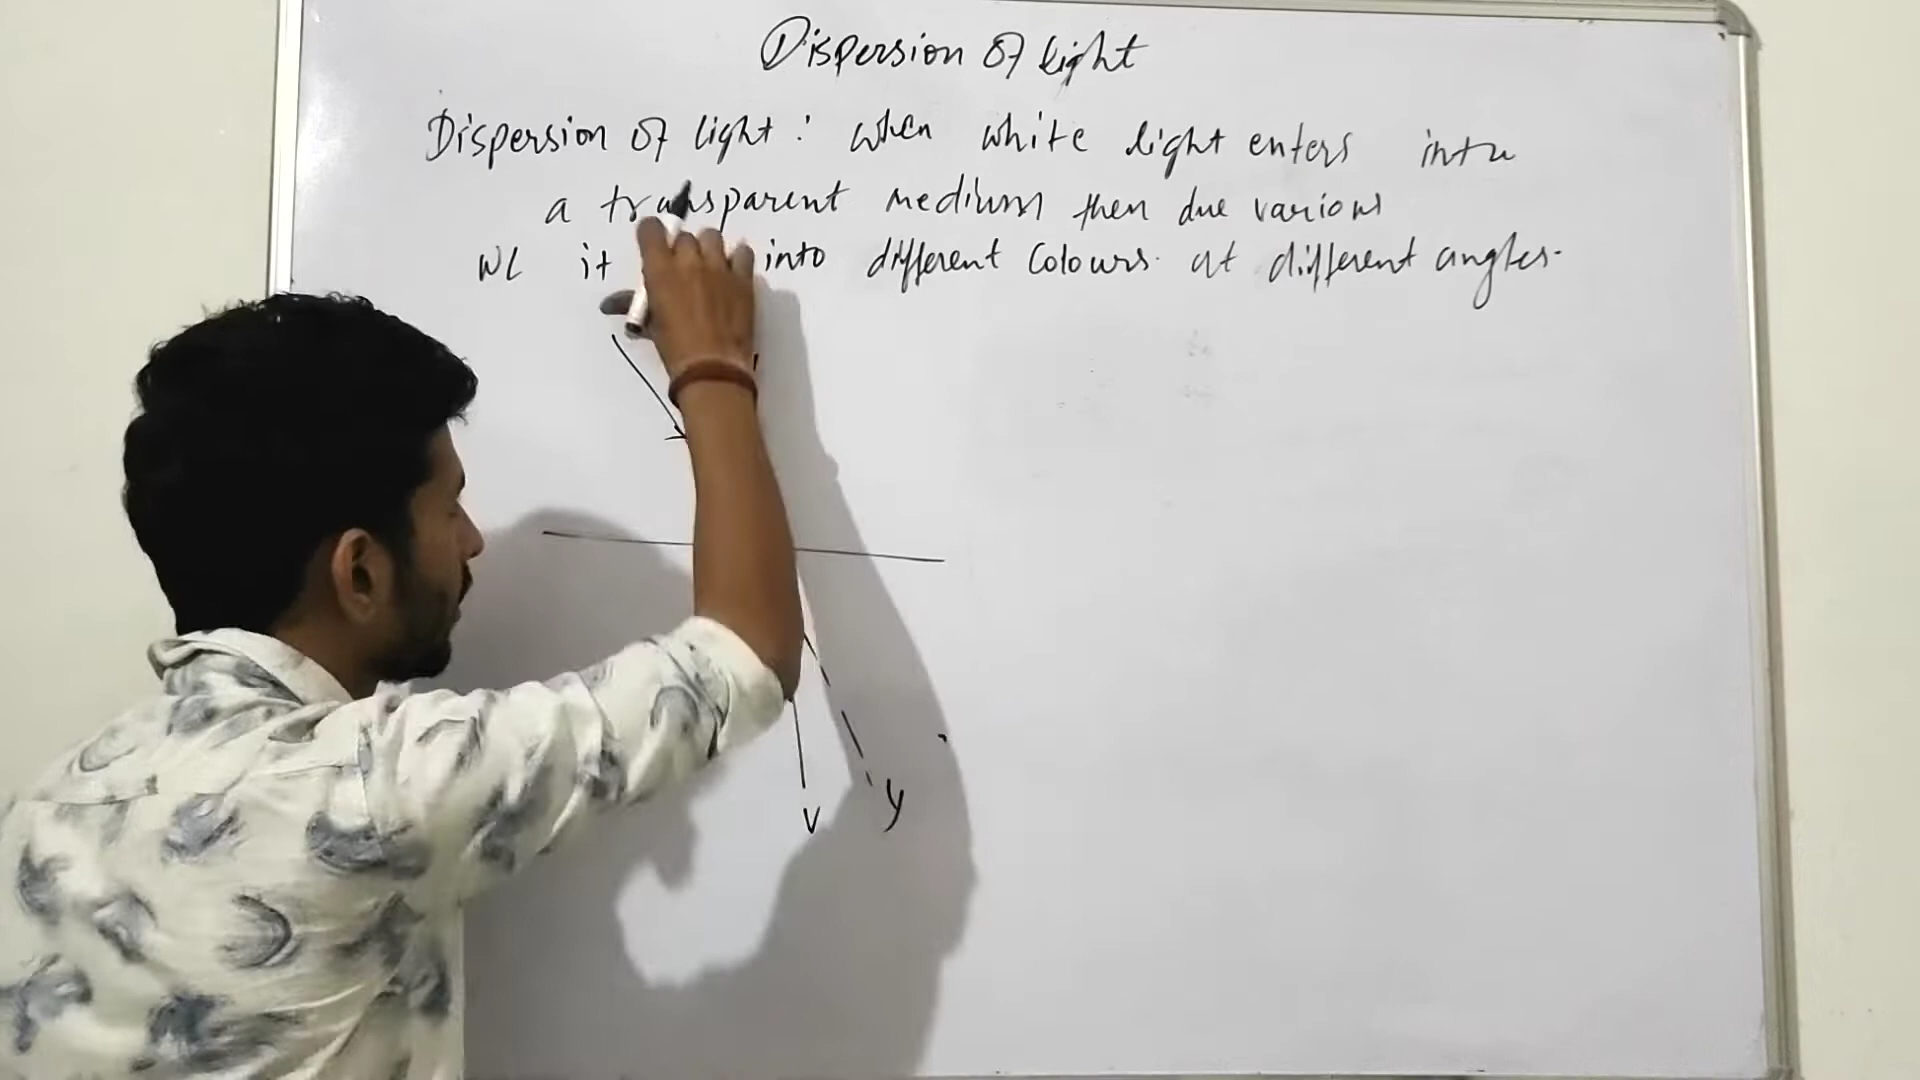 Dispersion of light
Dispersion of light : when white light enters into
a transparent medium then due various
WL it into different Colours. at different angles.
V
y